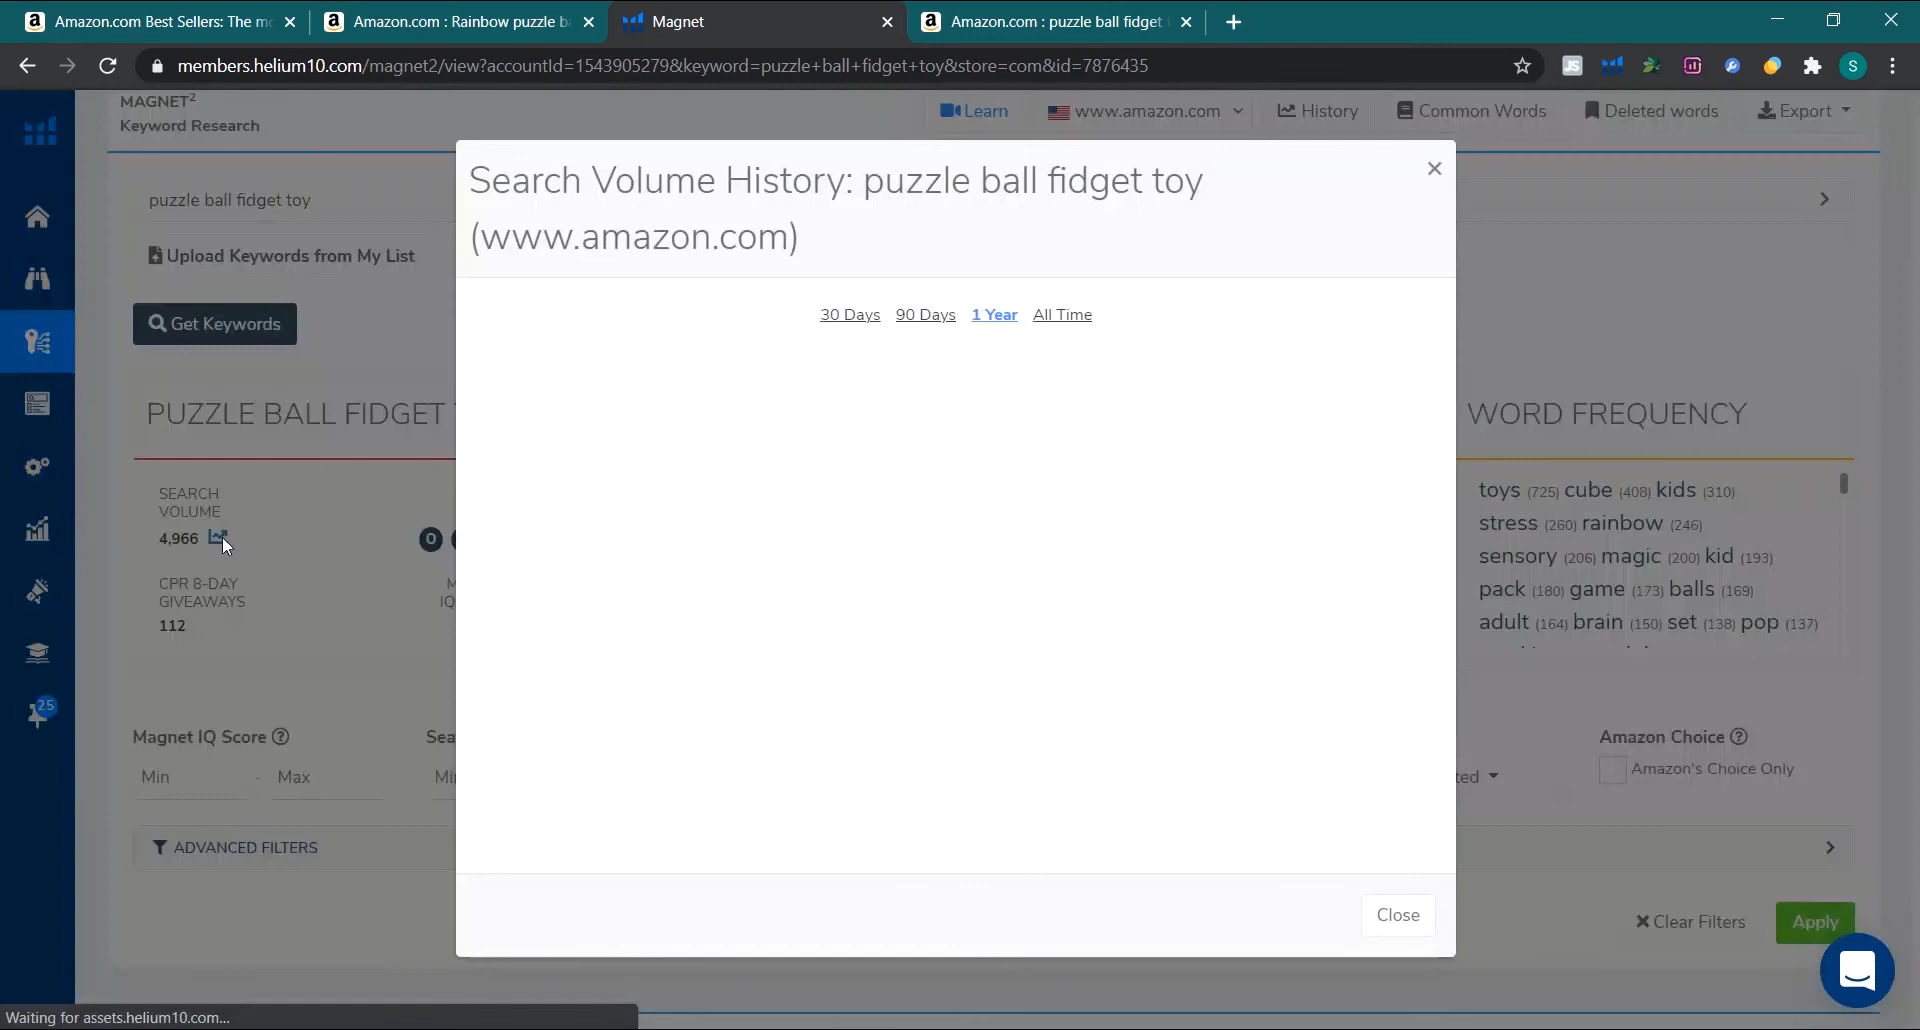 Amazon.com Best Sellers: The mo
Amazon.com : Rainbow puzzle b
Magnet
Amazon.com : puzzle ball fidget
members.helium10.com/magnet2/view?accountId=1543905279&keyword=puzzle+ball+fidget+toy&store=com&id=7876435
JS
S
MAGNET²
Keyword Research
Learn
www.amazon.com
History
Common Words
Deleted words
Export
Search Volume History: puzzle ball fidget toy
(www.amazon.com)
puzzle ball fidget toy
Upload Keywords from My List
30 Days 90 Days 1 Year All Time
Get Keywords
PUZZLE BALL FIDGET
WORD FREQUENCY
SEARCH
VOLUME
4,966
CPR 8-DAY
GIVEAWAYS
112
toys (725) cube (408) kids (310)
stress (260) rainbow (246)
sensory (206) magic (200) kid (193)
pack (180) game (173) balls (169)
adult (164) brain (150) set (138) pop (137)
25
Magnet IQ Score
Sea
Amazon Choice
Min - Max
Mi
ted
Amazon's Choice Only
ADVANCED FILTERS
Close
Clear Filters
Apply
Waiting for assets.helium10.com...